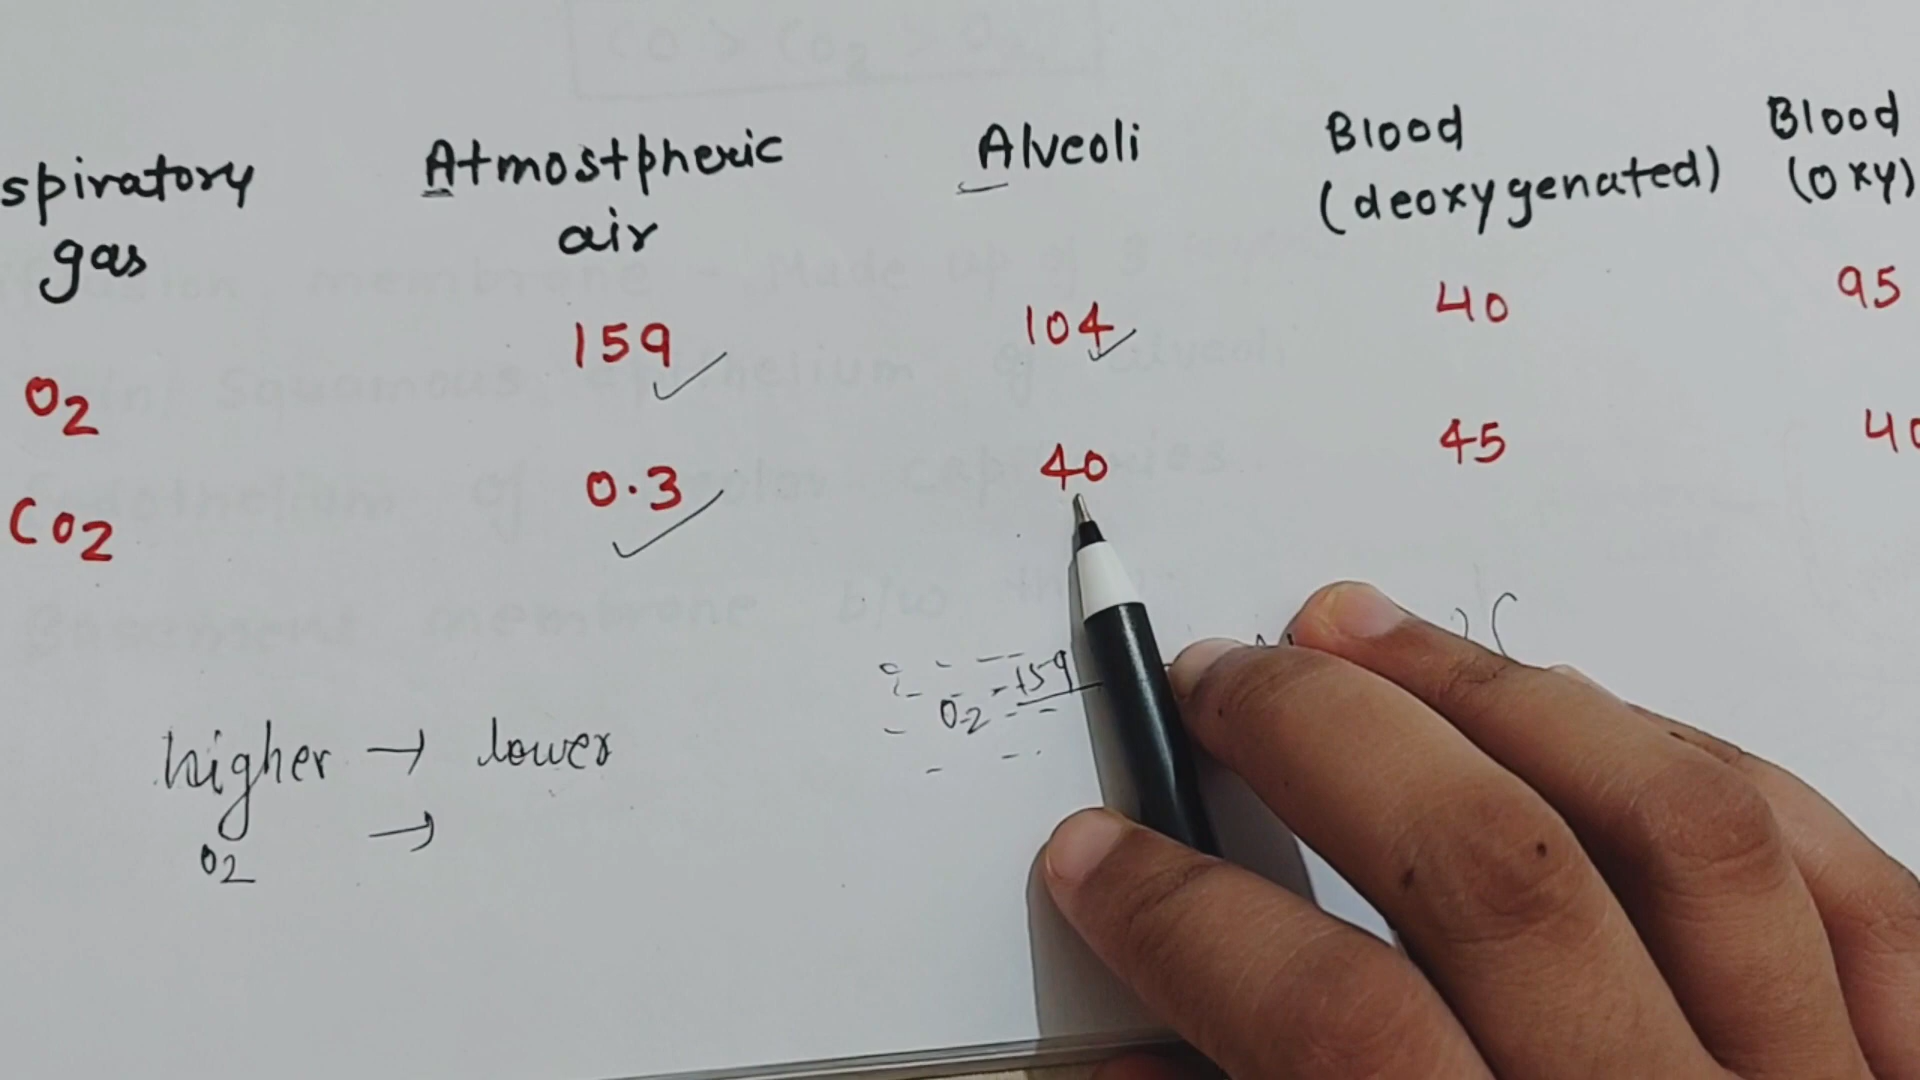 spiratory gas Atmostpheric air Alveoli Blood (deoxygenated) Blood (oxy)
O2 159 104 40 95
CO2 0.3 40 45
O2 159
higher → lower
O2 →